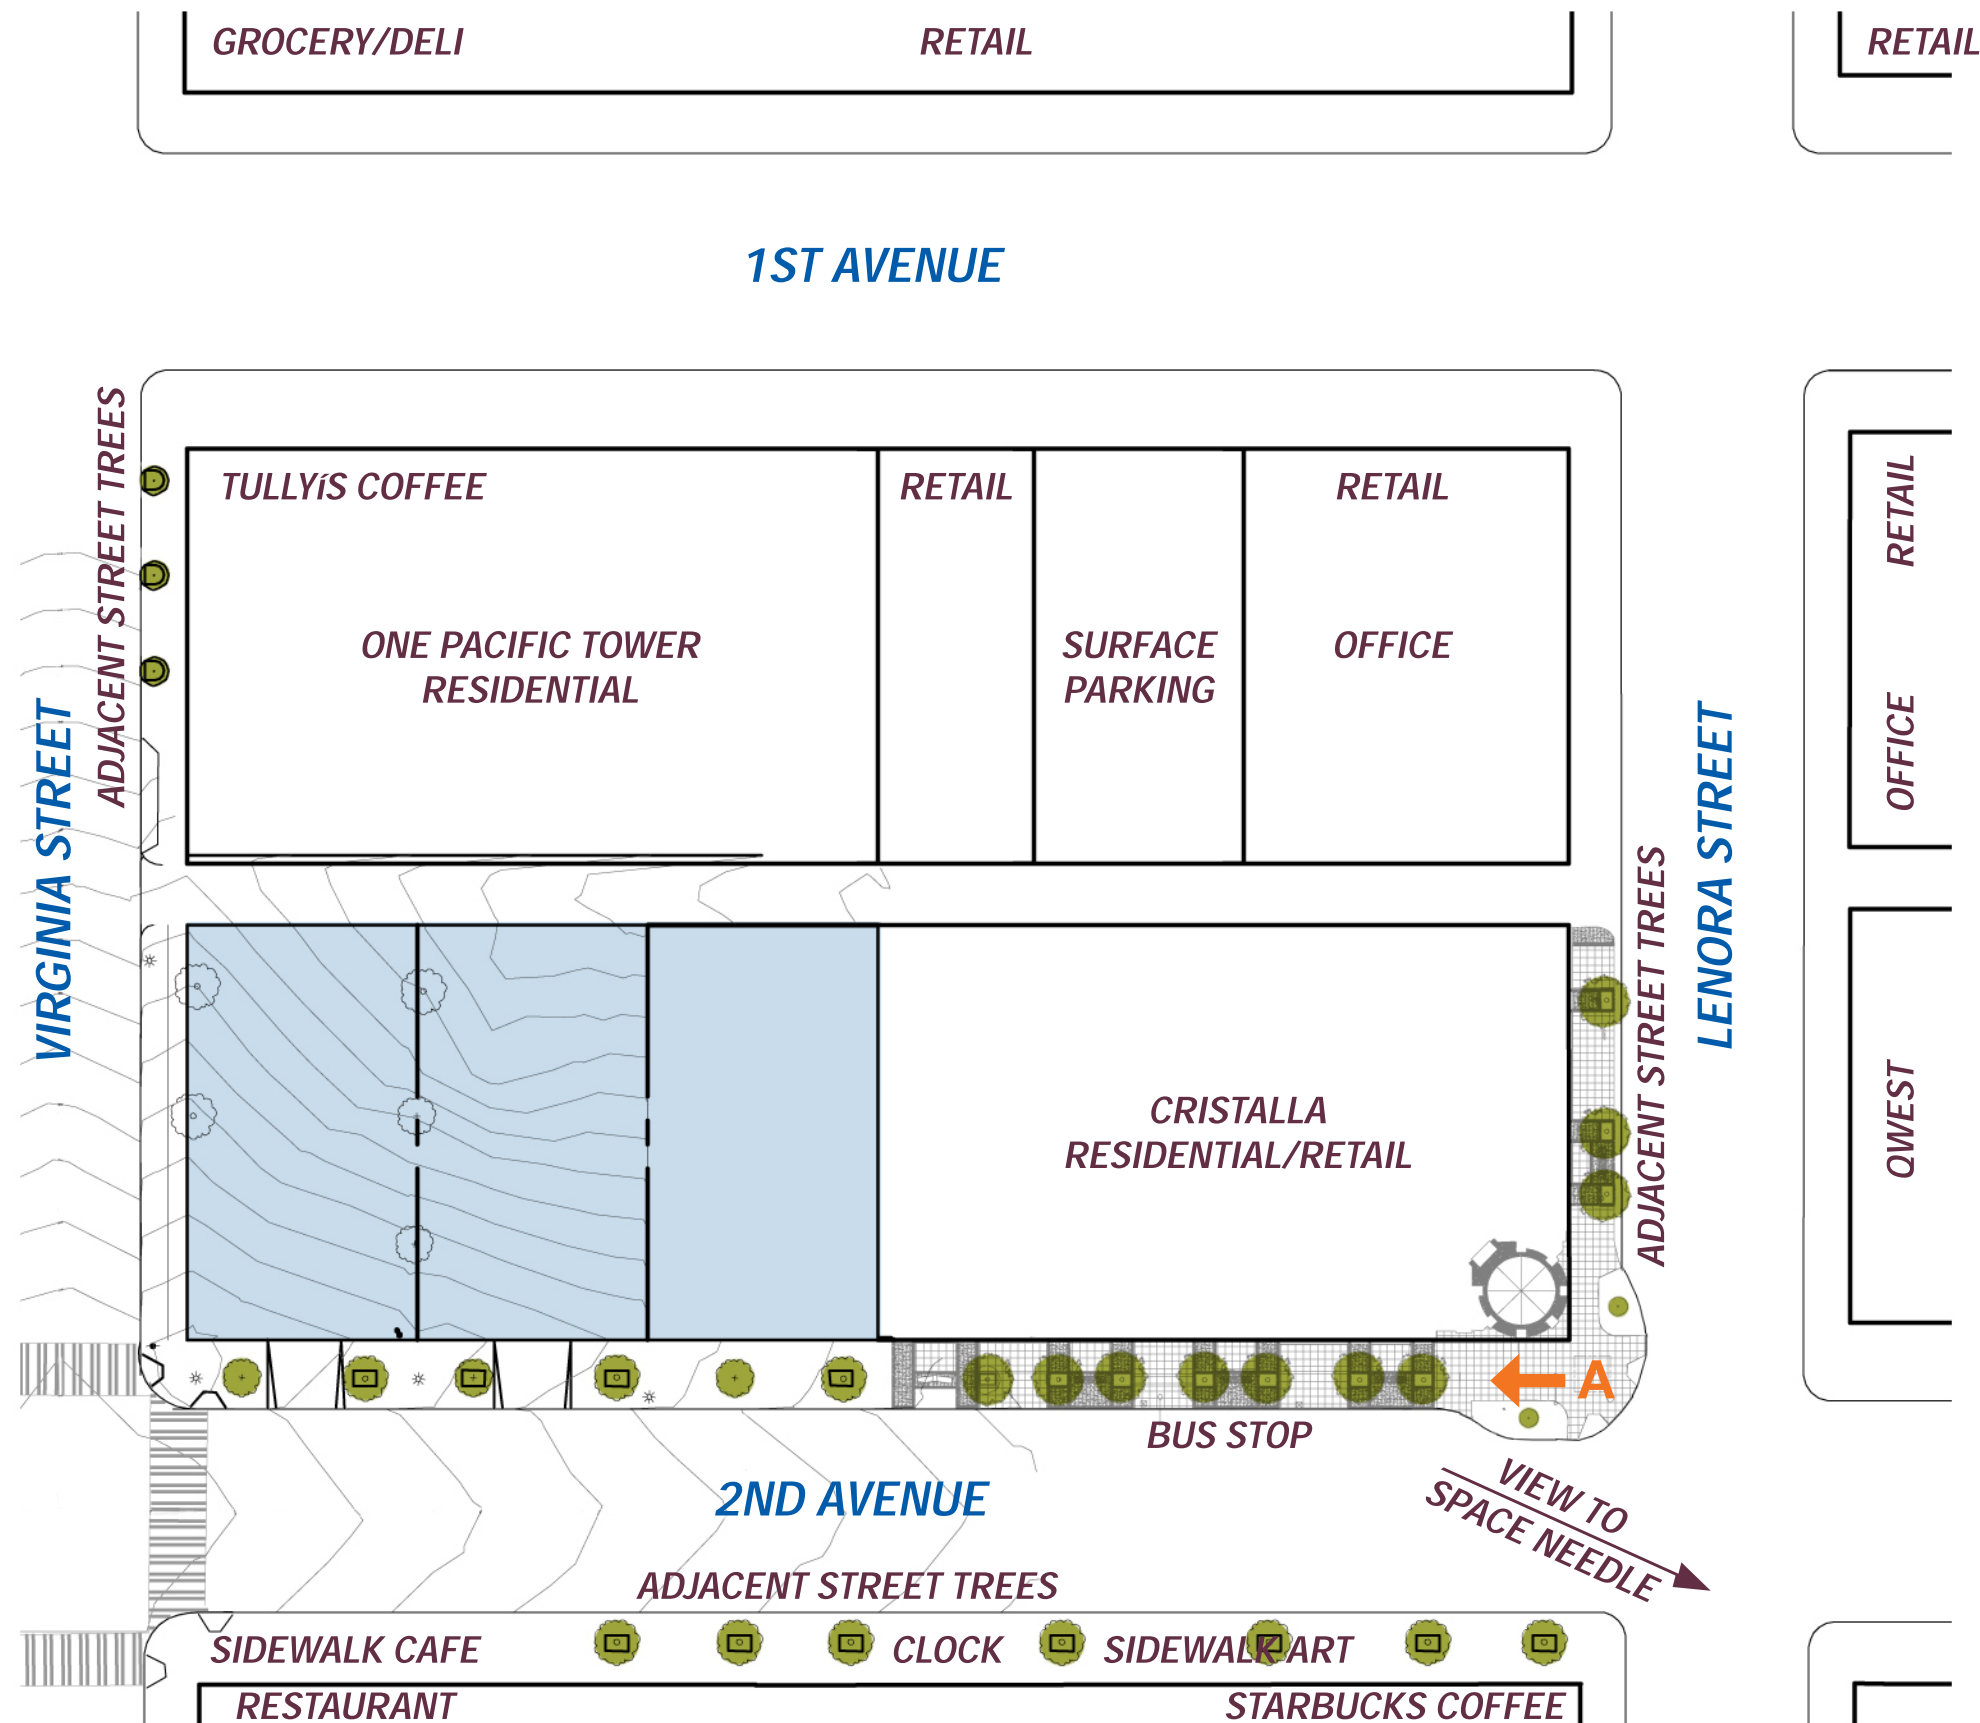 GROCERY/DELI
RETAIL
RETAIL
1ST AVENUE
ADJACENT STREET TREES
TULLYíS COFFEE
RETAIL
RETAIL
RETAIL
ONE PACIFIC TOWER
RESIDENTIAL
SURFACE
PARKING
OFFICE
OFFICE
VIRGINIA STREET
LENORA STREET
ADJACENT STREET TREES
CRISTALLA
RESIDENTIAL/RETAIL
QWEST
A
BUS STOP
2ND AVENUE
VIEW TO
SPACE NEEDLE
ADJACENT STREET TREES
SIDEWALK CAFE
CLOCK
SIDEWALK ART
RESTAURANT
STARBUCKS COFFEE